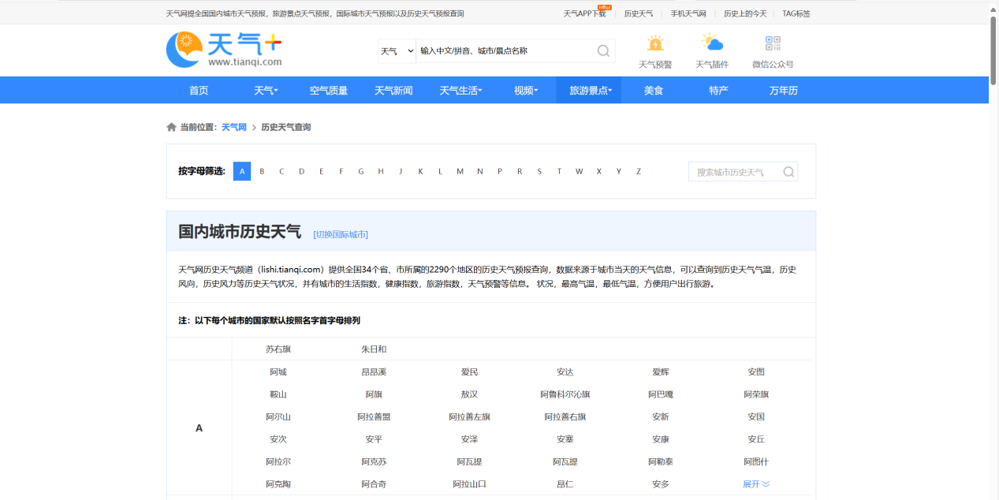 天气网提全国国内城市天气预报，旅游景点天气预报，国际城市天气预报以及历史天气预报查询
天气APP下载 NEW 历史天气 手机天气网 历史上的今天 TAG标签
天气+
www.tianqi.com
天气 输入中文/拼音、城市/景点名称
天气预警 天气插件 微信公众号
首页 天气 空气质量 天气新闻 天气生活 视频 旅游景点 美食 特产 万年历
当前位置：天气网 > 历史天气查询
按字母筛选: A B C D E F G H J K L M N P R S T W X Y Z 搜索城市历史天气
国内城市历史天气 [切换国际城市]
天气网历史天气频道（lishi.tianqi.com）提供全国34个省、市所属的2290个地区的历史天气预报查询，数据来源于城市当天的天气信息，可以查询到历史天气气温，历史
风向，历史风力等历史天气状况，并有城市的生活指数，健康指数，旅游指数，天气预警等信息。 状况，最高气温，最低气温，方便用户出行旅游。
注：以下每个城市的国家默认按照名字首字母排列
苏右旗 朱日和
A
阿城 昂昂溪 爱民 安达 爱辉 安图
鞍山 阿旗 敖汉 阿鲁科尔沁旗 阿巴嘎 阿荣旗
阿尔山 阿拉善盟 阿拉善左旗 阿拉善右旗 安新 安国
安次 安平 安泽 安塞 安康 安丘
阿拉尔 阿克苏 阿瓦提 阿瓦提 阿勒泰 阿图什
阿克陶 阿合奇 阿拉山口 昂仁 安多 展开